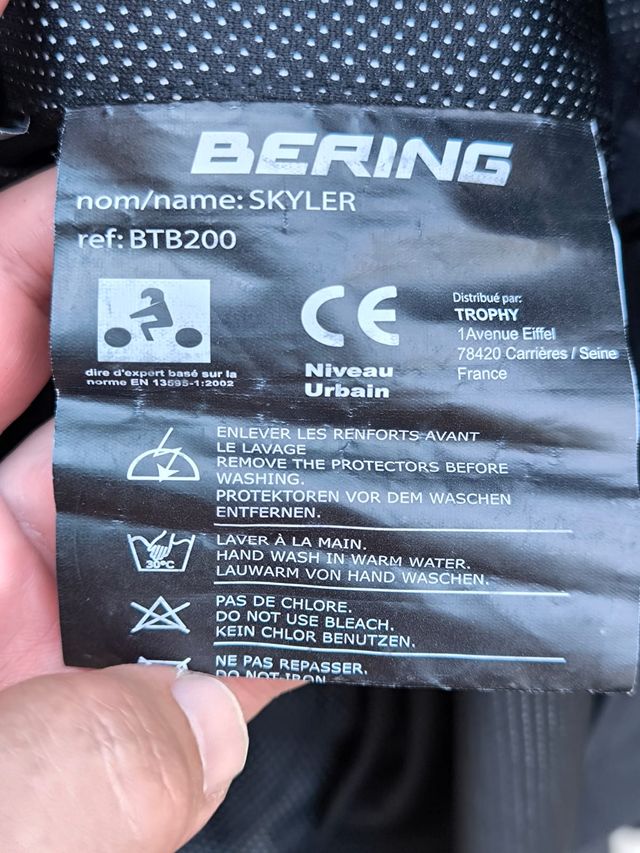 BERING
nom/name: SKYLER
ref: BTB200
dire d'expert basé sur la
norme EN 13595-1:2002
CE
Niveau
Urbain
Distribué par:
TROPHY
1Avenue Eiffel
78420 Carrières / Seine
France
ENLEVER LES RENFORTS AVANT
LE LAVAGE
REMOVE THE PROTECTORS BEFORE
WASHING.
PROTEKTOREN VOR DEM WASCHEN
ENTFERNEN.
30°C
LAVER À LA MAIN.
HAND WASH IN WARM WATER.
LAUWARM VON HAND WASCHEN.
PAS DE CHLORE.
DO NOT USE BLEACH.
KEIN CHLOR BENUTZEN.
NE PAS REPASSER.
DO NOT IRON